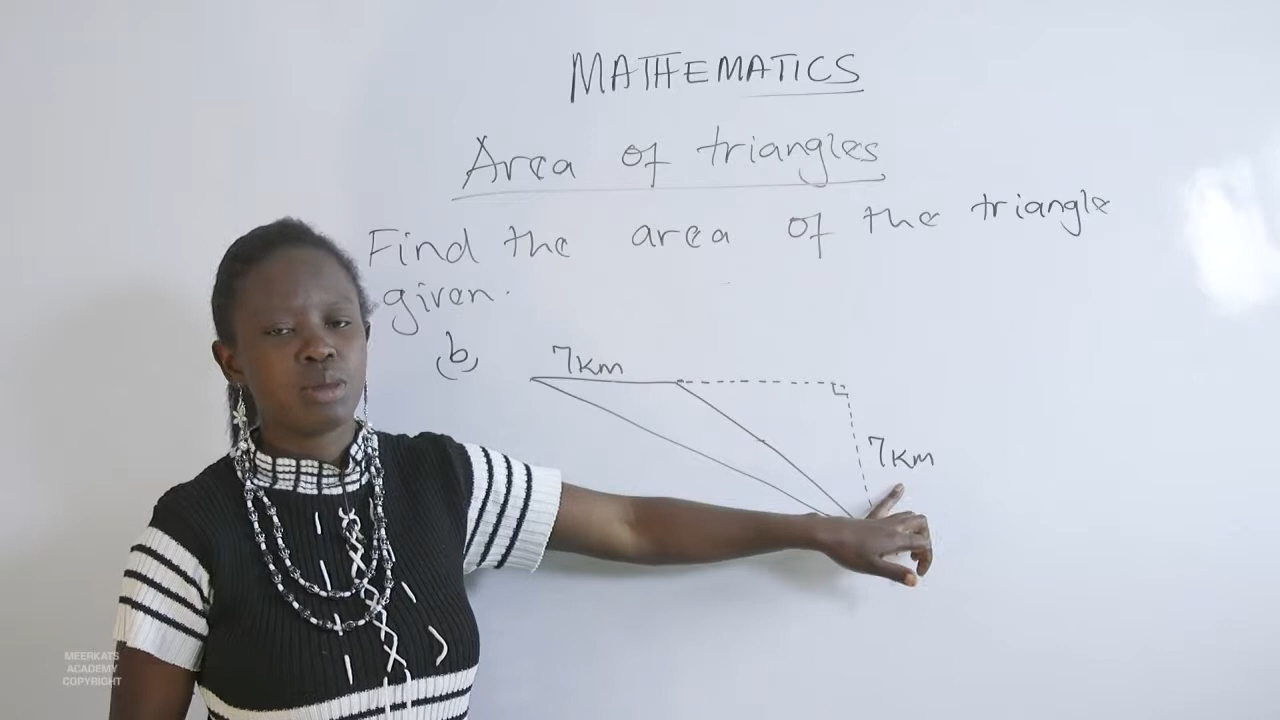 MATHEMATICS
Area of triangles
Find the area of the triangle
given.
(b)
7km
7km
MEERKATS
ACADEMY
COPYRIGHT